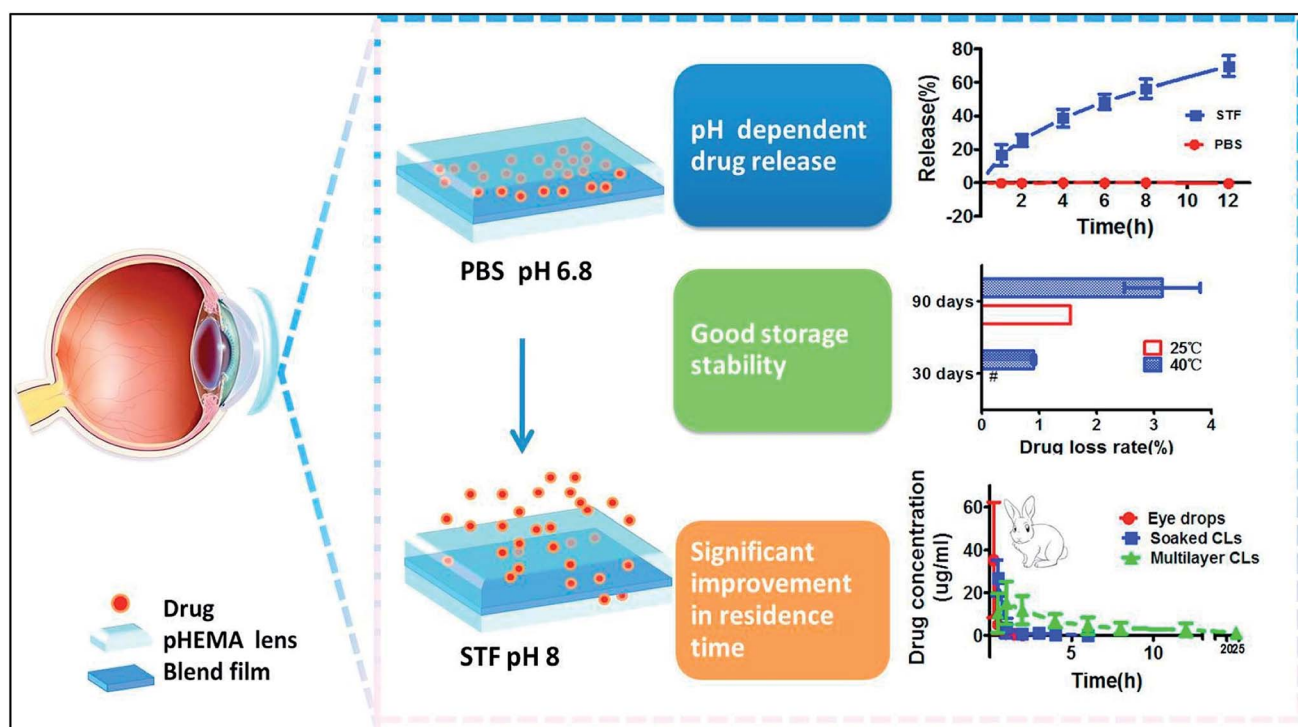 pH dependent
drug release
80
60
40
20
0
-20
Release(%)
STF
PBS
2 4 6 8 10 12
Time(h)
PBS pH 6.8
Good storage
stability
90 days
30 days
#
25℃
40℃
0 1 2 3 4
Drug loss rate(%)
Drug
pHEMA lens
Blend film
STF pH 8
Significant
improvement
in residence
time
Drug concentration
(ug/ml)
60
40
20
0
Eye drops
Soaked CLs
Multilayer CLs
5 10 2025
Time(h)